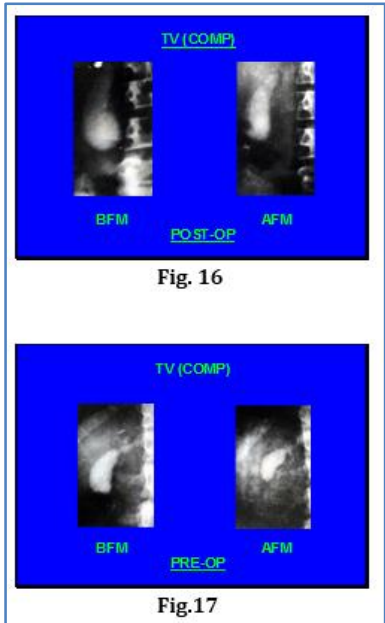 TV (COMP)
BFM AFM
POST-OP
Fig. 16
TV (COMP)
BFM AFM
PRE-OP
Fig.17